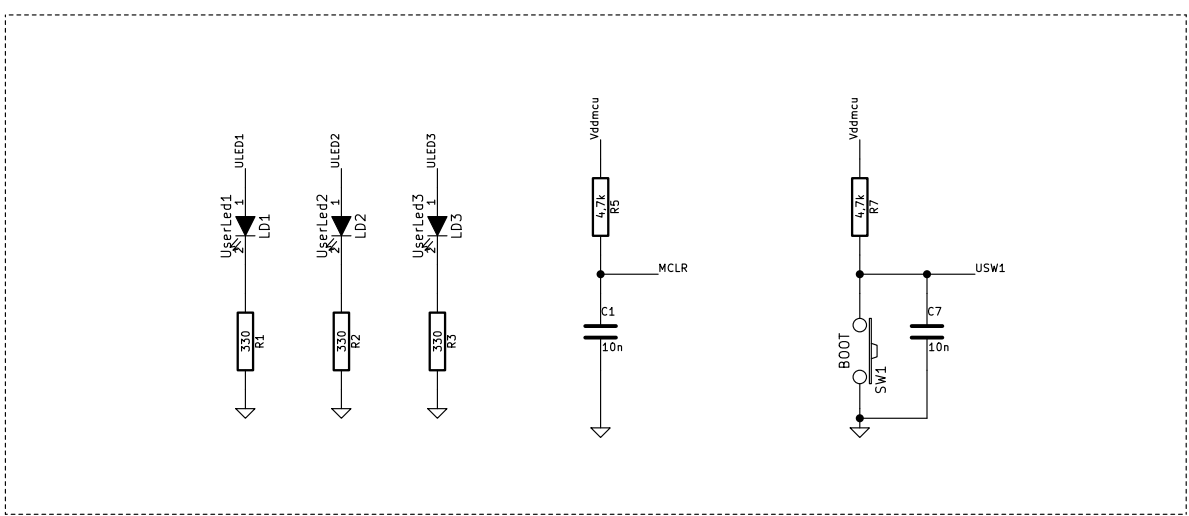 ULED1
UserLed1
1
2
LD1
330
R1
ULED2
UserLed2
1
2
LD2
330
R2
ULED3
UserLed3
1
2
LD3
330
R3
Vddmcu
4,7k
R5
MCLR
C1
10n
Vddmcu
4,7k
R7
USW1
BOOT
SW1
C7
10n